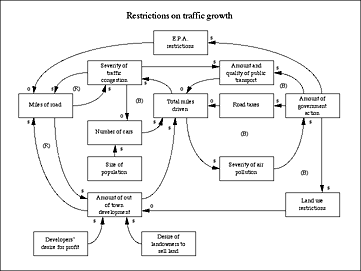 Restrictions on traffic growth
E.P.A.
restrictions
Severity of
traffic
congestion
Amount and
quality of public
transport
Miles of road
Total miles
driven
Road taxes
Amount of
government
action
Number of cars
Size of
population
Severity of air
pollution
Amount of out
of town
development
Land use
restrictions
Developers'
desire for profit
Desire of
landowners to
sell land
(R)
(B)
(B)
(B)
(R)
(B)